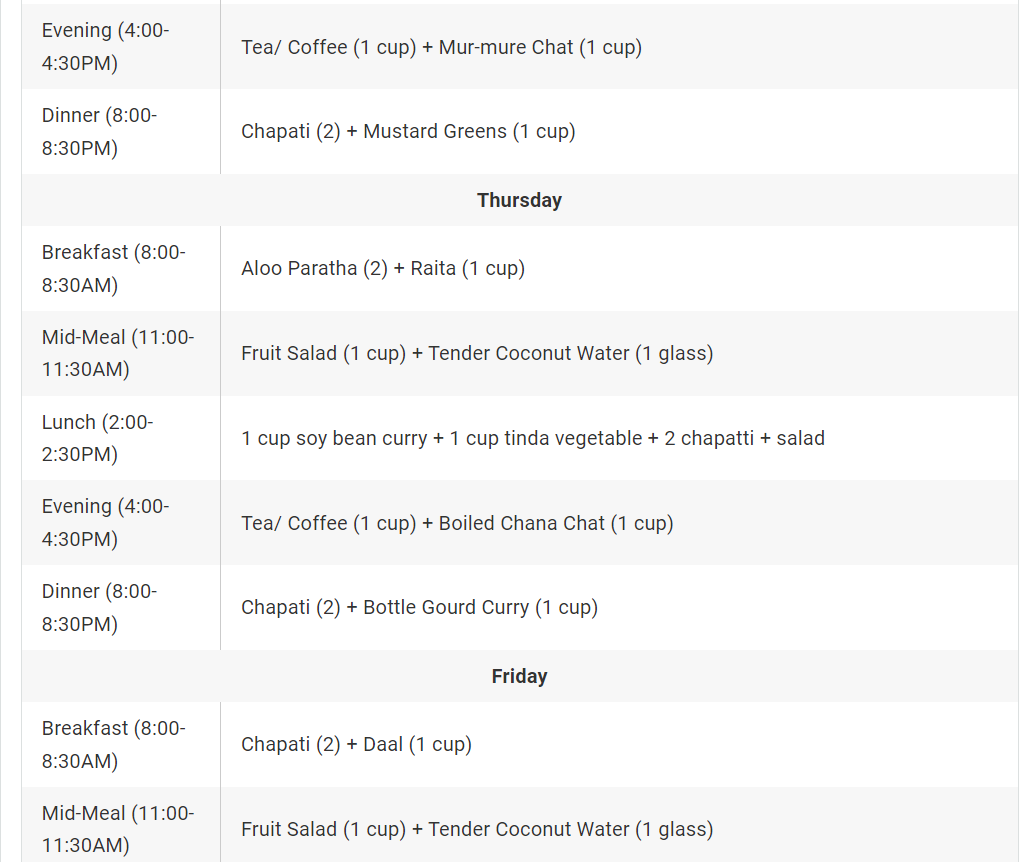 Evening (4:00-
4:30PM)
Tea/ Coffee (1 cup) + Mur-mure Chat (1 cup)
Dinner (8:00-
8:30PM)
Chapati (2) + Mustard Greens (1 cup)
Thursday
Breakfast (8:00-
8:30AM)
Aloo Paratha (2) + Raita (1 cup)
Mid-Meal (11:00-
11:30AM)
Fruit Salad (1 cup) + Tender Coconut Water (1 glass)
Lunch (2:00-
2:30PM)
1 cup soy bean curry + 1 cup tinda vegetable + 2 chapatti + salad
Evening (4:00-
4:30PM)
Tea/ Coffee (1 cup) + Boiled Chana Chat (1 cup)
Dinner (8:00-
8:30PM)
Chapati (2) + Bottle Gourd Curry (1 cup)
Friday
Breakfast (8:00-
8:30AM)
Chapati (2) + Daal (1 cup)
Mid-Meal (11:00-
11:30AM)
Fruit Salad (1 cup) + Tender Coconut Water (1 glass)